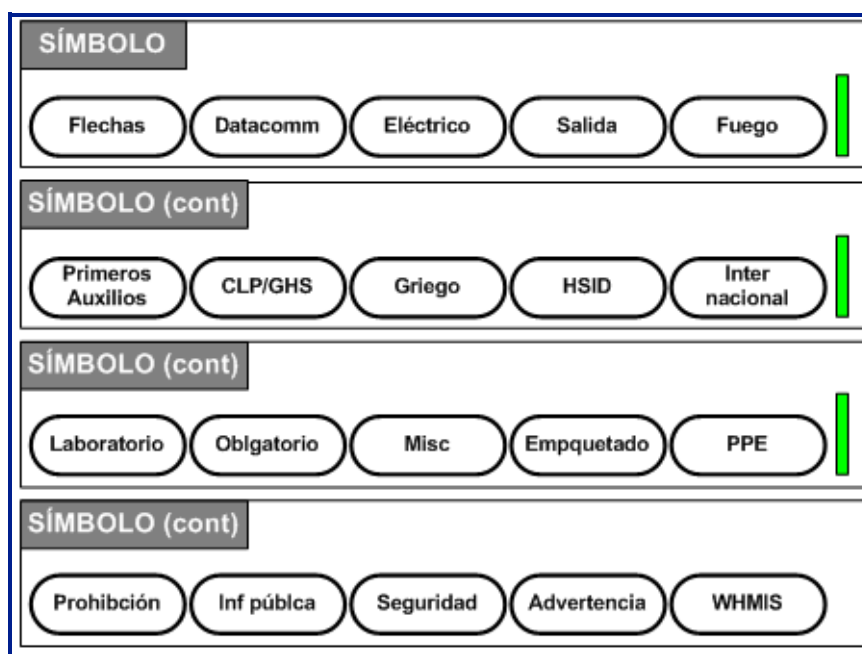 SÍMBOLO
Flechas Datacomm Eléctrico Salida Fuego
SÍMBOLO (cont)
Primeros
Auxilios
CLP/GHS Griego HSID
Inter
nacional
SÍMBOLO (cont)
Laboratorio Oblgatorio Misc Empquetado PPE
SÍMBOLO (cont)
Prohibción Inf públca Seguridad Advertencia WHMIS